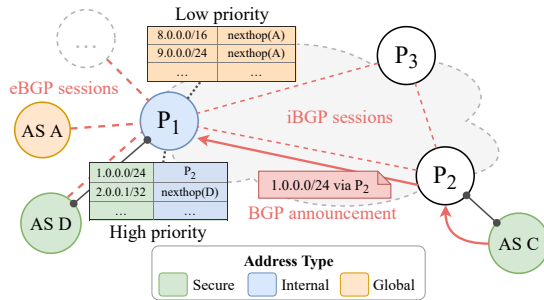 Low priority
8.0.0.0/16 nexthop(A)
9.0.0.0/24 nexthop(A)
... ...
...
eBGP sessions
P1
P3
iBGP sessions
AS A
1.0.0.0/24 P2
2.0.0.1/32 nexthop(D)
... ...
High priority
AS D
1.0.0.0/24 via P2
BGP announcement
P2
AS C
Address Type
Secure Internal Global